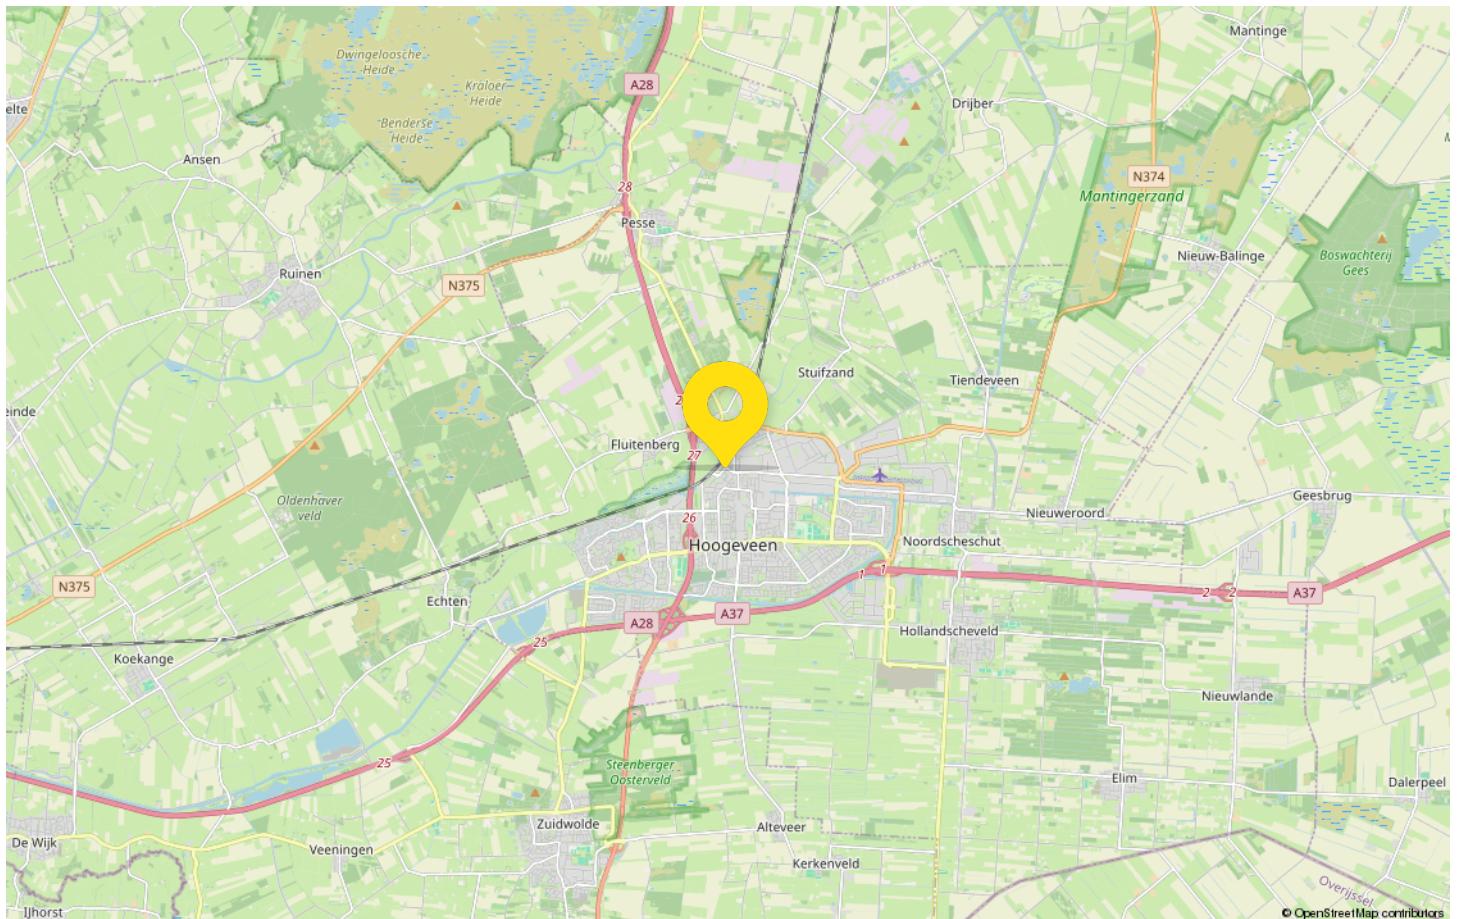 Mantinge
Dwingeloosche
Heide
Kraloër
Heide
A28
Drijber
elte
Benderse
Heide
Ansen
N374
28
Mantingerzand
Pesse
Nieuw-Balinge
Boswachterij
Gees
Ruinen
N375
Stuifzand
Tiendeveen
2
einde
Fluitenberg
27
Oldenhaver
veld
Geesbrug
Nieuweroord
26
Hoogeveen
Noordscheschut
1
1
N375
2
2
A37
Echten
A28
A37
25
Hollandscheveld
Koekange
Nieuwlande
25
Steenberger
Oosterveld
Elim
Dalerpeel
Zuidwolde
Alteveer
De Wijk
Veeningen
Kerkenveld
Overijssel
IJhorst
© OpenStreetMap contributors